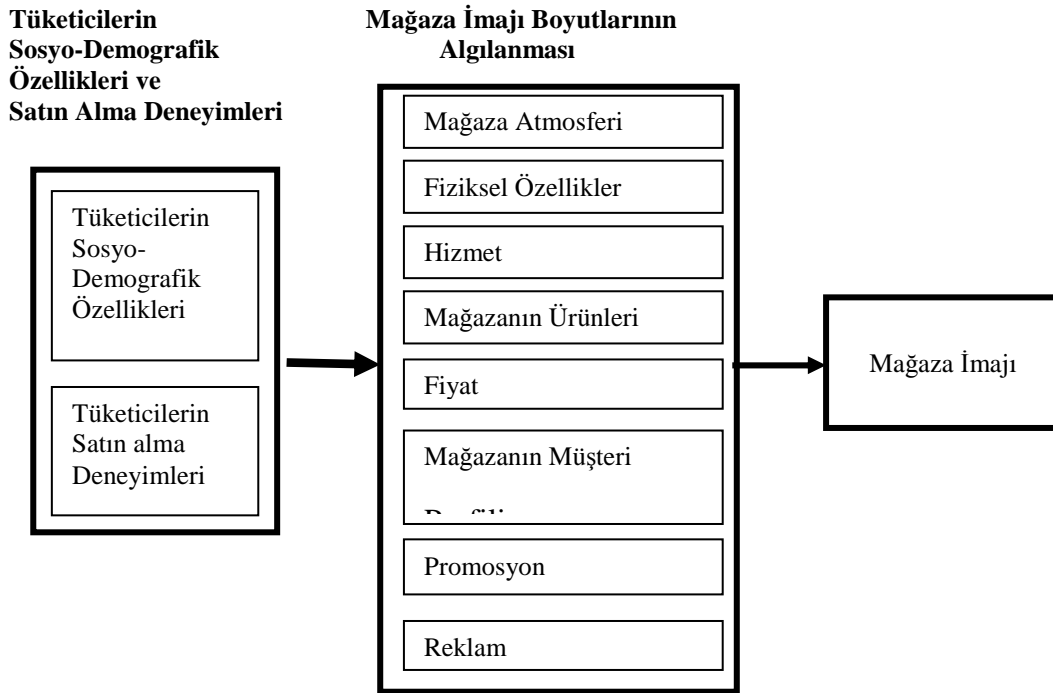 Tüketicilerin
Sosyo-Demografik
Özellikleri ve
Satın Alma Deneyimleri
Mağaza İmajı Boyutlarının
Algılanması
Tüketicilerin
Sosyo-
Demografik
Özellikleri
Tüketicilerin
Satın alma
Deneyimleri
Mağaza Atmosferi
Fiziksel Özellikler
Hizmet
Mağazanın Ürünleri
Fiyat
Mağazanın Müşteri
Promosyon
Reklam
Mağaza İmajı